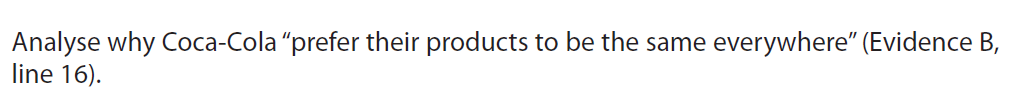 Analyse why Coca-Cola “prefer their products to be the same everywhere” (Evidence B,
line 16).